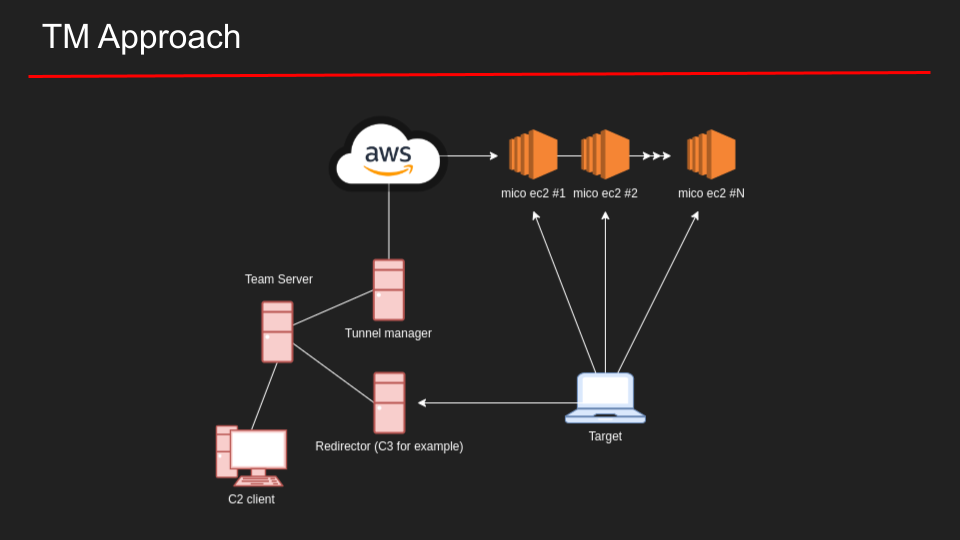 TM Approach
aws
mico ec2 #1
mico ec2 #2
mico ec2 #N
Team Server
Tunnel manager
Redirector (C3 for example)
Target
C2 client